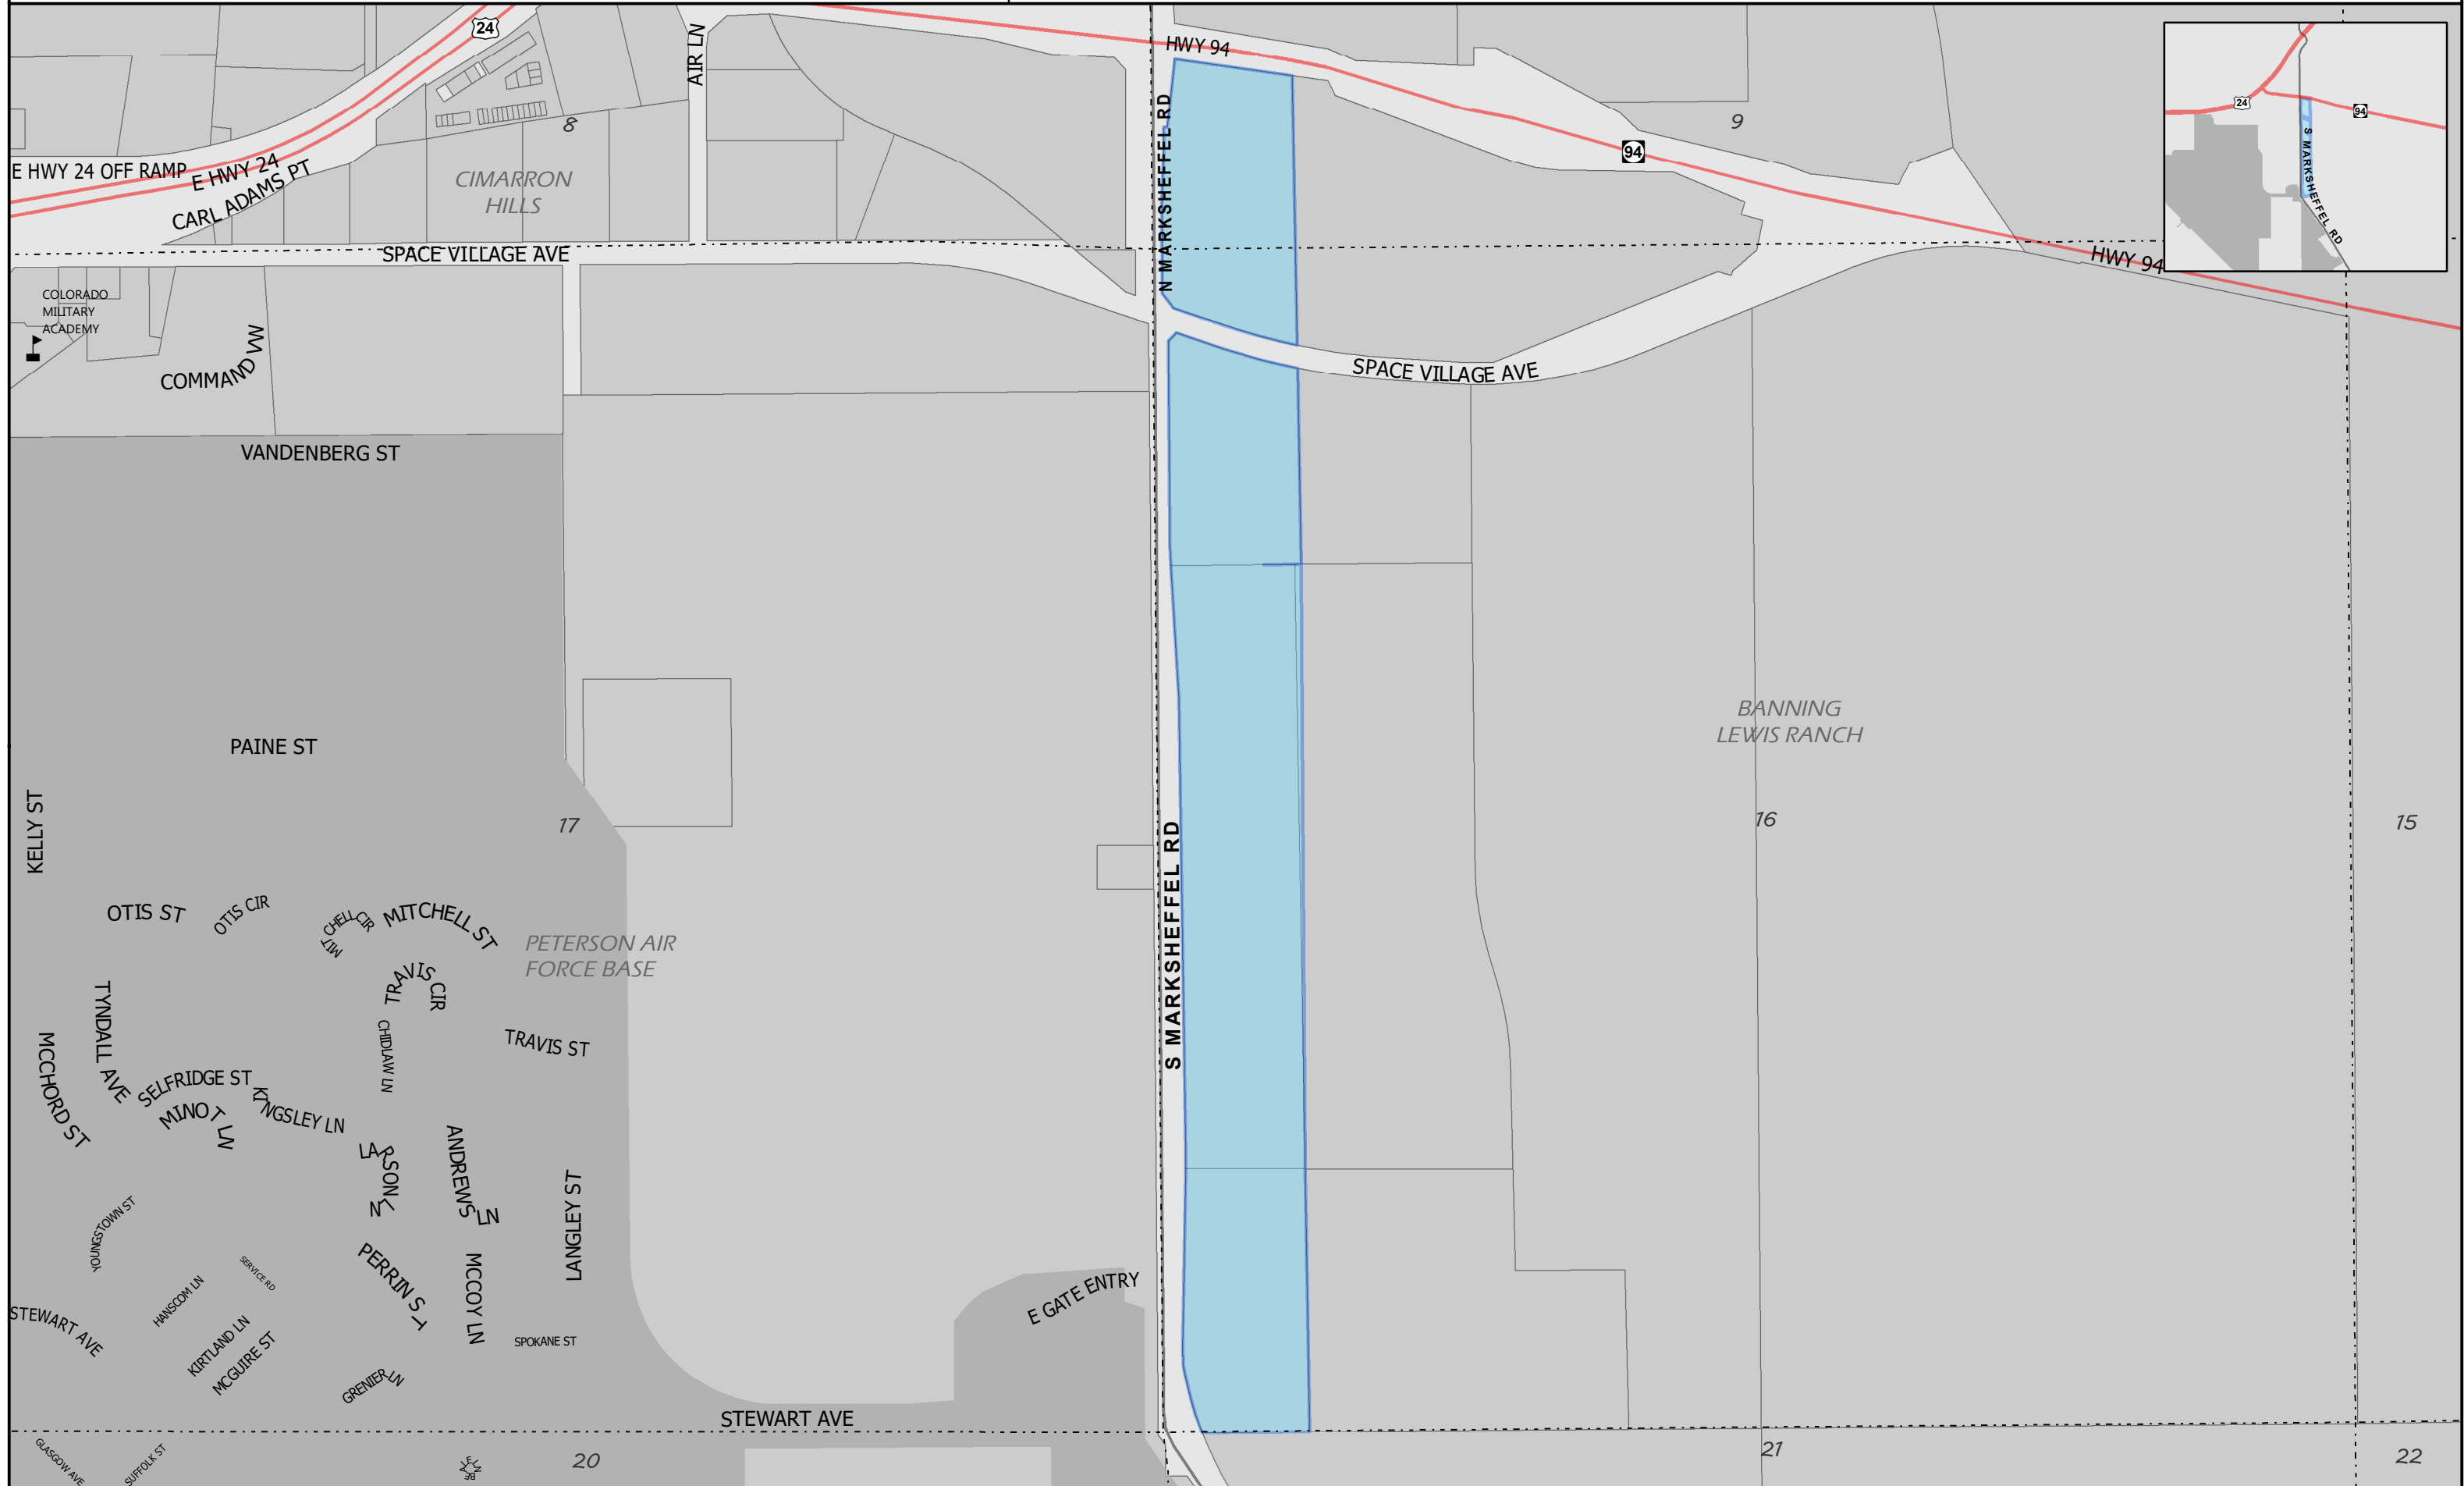 24
AIR LN
HWY 94
8
9
94
24
94
S MARKSHEFFEL RD
E HWY 24 OFF RAMP
E HWY 24
CARL ADAMS PT
CIMARRON
HILLS
N MARKSHEFFEL RD
SPACE VILLAGE AVE
HWY 94
COLORADO
MILITARY
ACADEMY
COMMAND VW
SPACE VILLAGE AVE
VANDENBERG ST
BANNING
LEWIS RANCH
PAINE ST
KELLY ST
17
16
15
S MARKSHEFFEL RD
OTIS ST
OTIS CIR
MITCHELL CIR
MITCHELL ST
PETERSON AIR
FORCE BASE
TRAVIS CIR
TYNDALL AVE
MCCHORD ST
CHIDLAW LN
TRAVIS ST
SELFRIDGE ST
MINOT LN
KINGSLEY LN
LARSON LN
ANDREWS LN
LANGLEY ST
YOUNGSTOWN ST
SERVICE RD
HANSCOM LN
PERRIN ST
MCCOY LN
E GATE ENTRY
STEWART AVE
KIRTLAND LN
MCGUIRE ST
SPOKANE ST
GRENIER LN
STEWART AVE
GLASGOW AVE
SUFFOLK ST
20
21
22